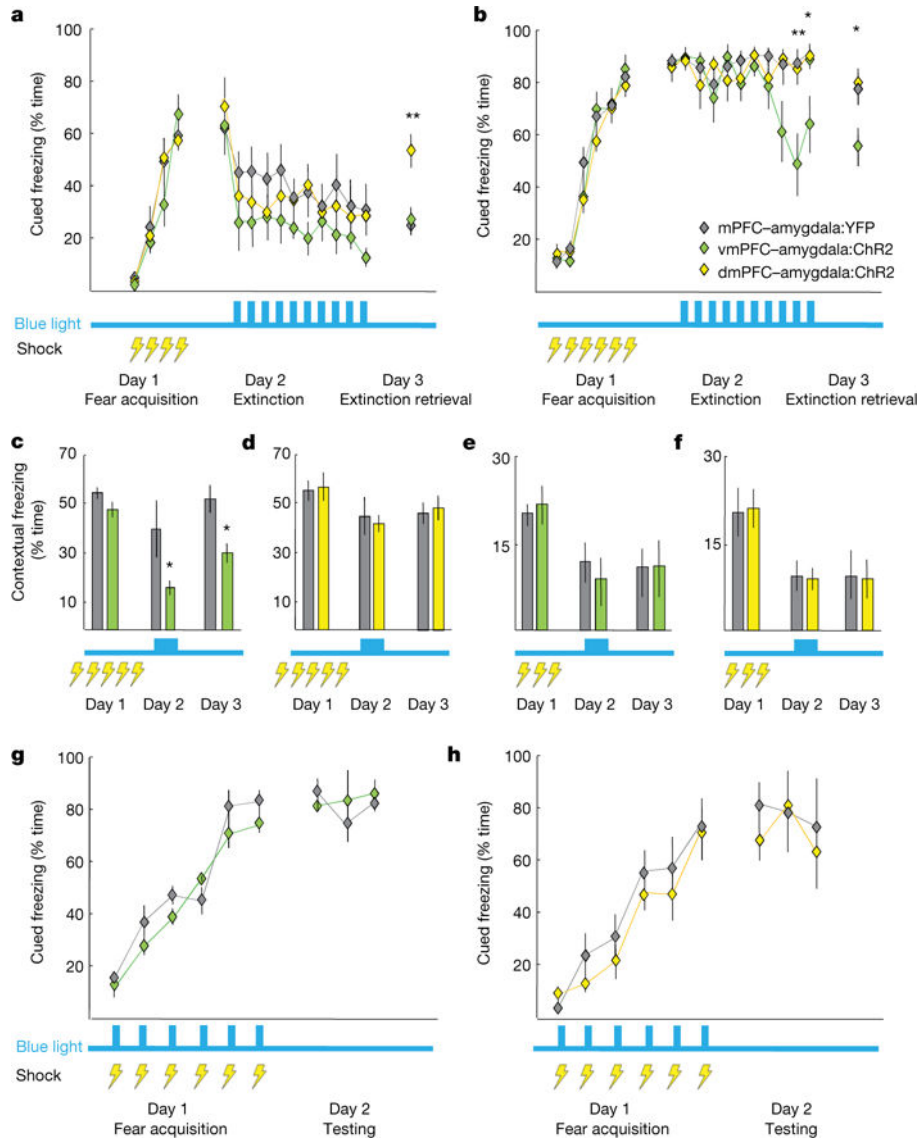 a
b
100
80
60
40
20
Cued freezing (% time)
**
100
80
60
40
20
Cued freezing (% time)
**
*
*
mPFC–amygdala:YFP
vmPFC–amygdala:ChR2
dmPFC–amygdala:ChR2
Blue light
Shock
Day 1
Fear acquisition
Day 2
Extinction
Day 3
Extinction retrieval
Day 1
Fear acquisition
Day 2
Extinction
Day 3
Extinction retrieval
c
d
e
f
Contextual freezing
(% time)
70
50
30
10
*
*
70
50
30
10
30
15
30
15
Day 1 Day 2 Day 3
Day 1 Day 2 Day 3
Day 1 Day 2 Day 3
Day 1 Day 2 Day 3
g
h
100
80
60
40
20
Cued freezing (% time)
100
80
60
40
20
Cued freezing (% time)
Blue light
Shock
Day 1
Fear acquisition
Day 2
Testing
Day 1
Fear acquisition
Day 2
Testing